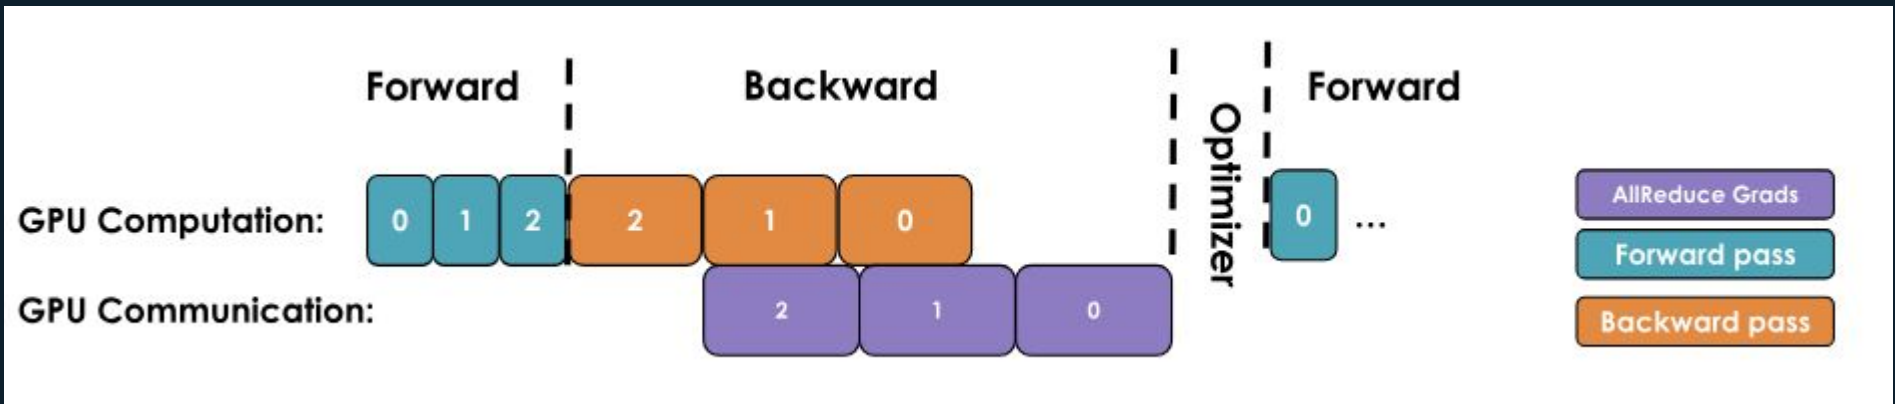 Forward
Backward
Optimizer
Forward
GPU Computation:
0 1 2 2 1 0 0 ...
GPU Communication:
2 1 0
AllReduce Grads
Forward pass
Backward pass